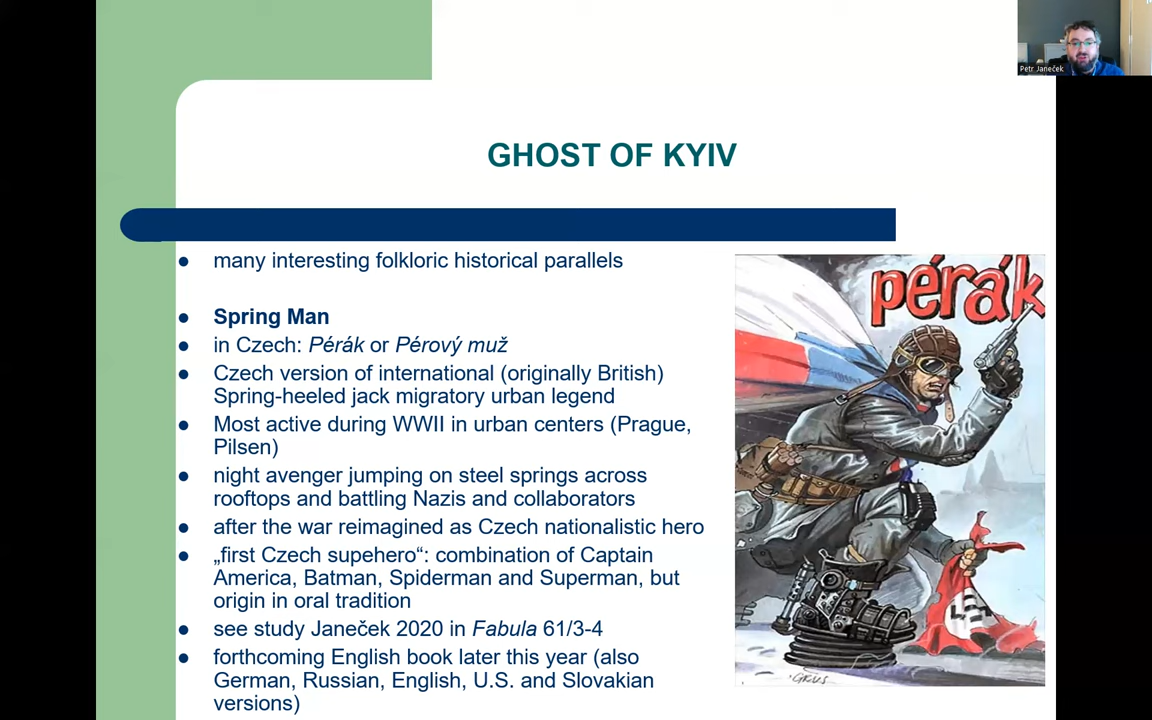 Petr Janeček
GHOST OF KYIV
many interesting folkloric historical parallels
Spring Man
in Czech: Pérák or Pérový muž
Czech version of international (originally British)
Spring-heeled jack migratory urban legend
Most active during WWII in urban centers (Prague,
Pilsen)
night avenger jumping on steel springs across
rooftops and battling Nazis and collaborators
after the war reimagined as Czech nationalistic hero
„first Czech supehero“: combination of Captain
America, Batman, Spiderman and Superman, but
origin in oral tradition
see study Janeček 2020 in Fabula 61/3-4
forthcoming English book later this year (also
German, Russian, English, U.S. and Slovakian
versions)
pérák